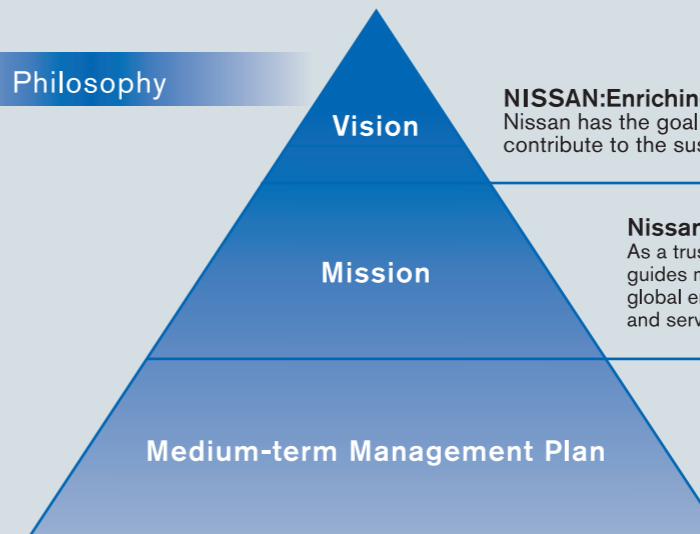 Philosophy
Vision
NISSAN:Enrichin
Nissan has the goal
contribute to the sus
Mission
Nissan
As a trus
guides m
global en
and serv
Medium-term Management Plan